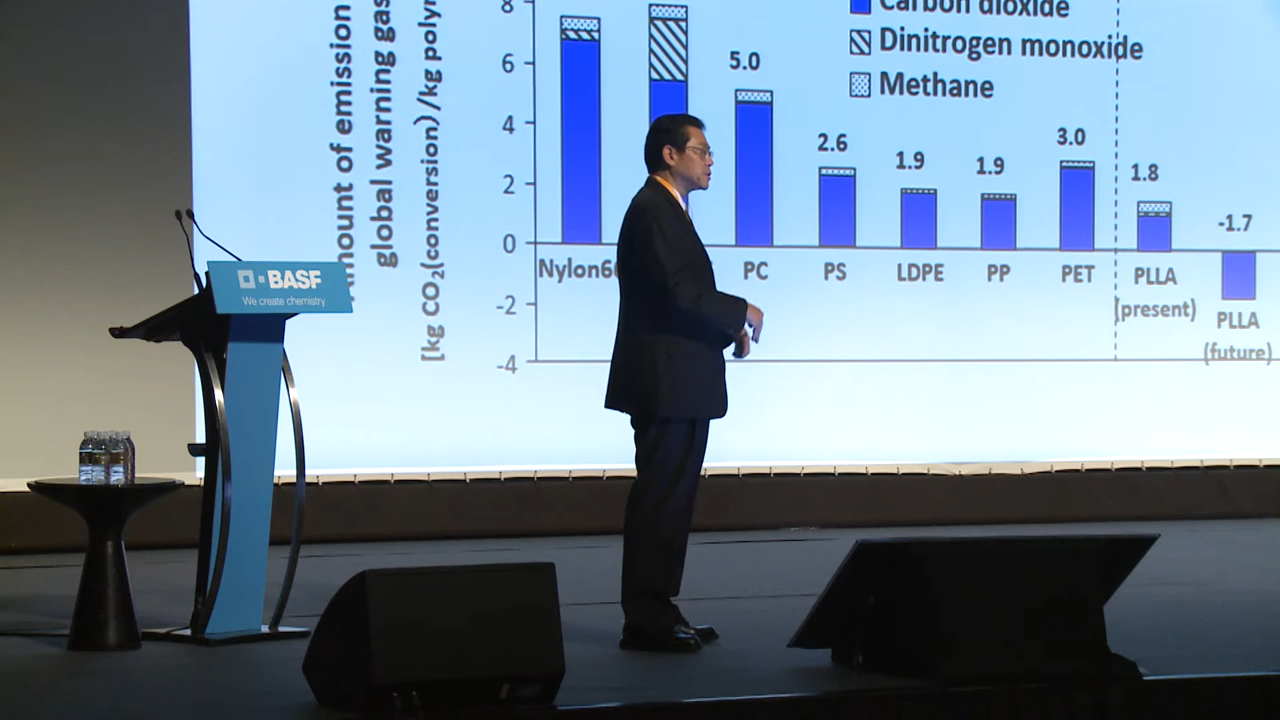 Amount of emission
global warning gas
[kg CO₂(conversion)/kg polym
8
6
4
2
0
-2
-4
Carbon dioxide
Dinitrogen monoxide
Methane
5.0
2.6
1.9
1.9
3.0
1.8
-1.7
Nylon6
PC
PS
LDPE
PP
PET
PLLA
(present)
PLLA
(future)
BASF
We create chemistry